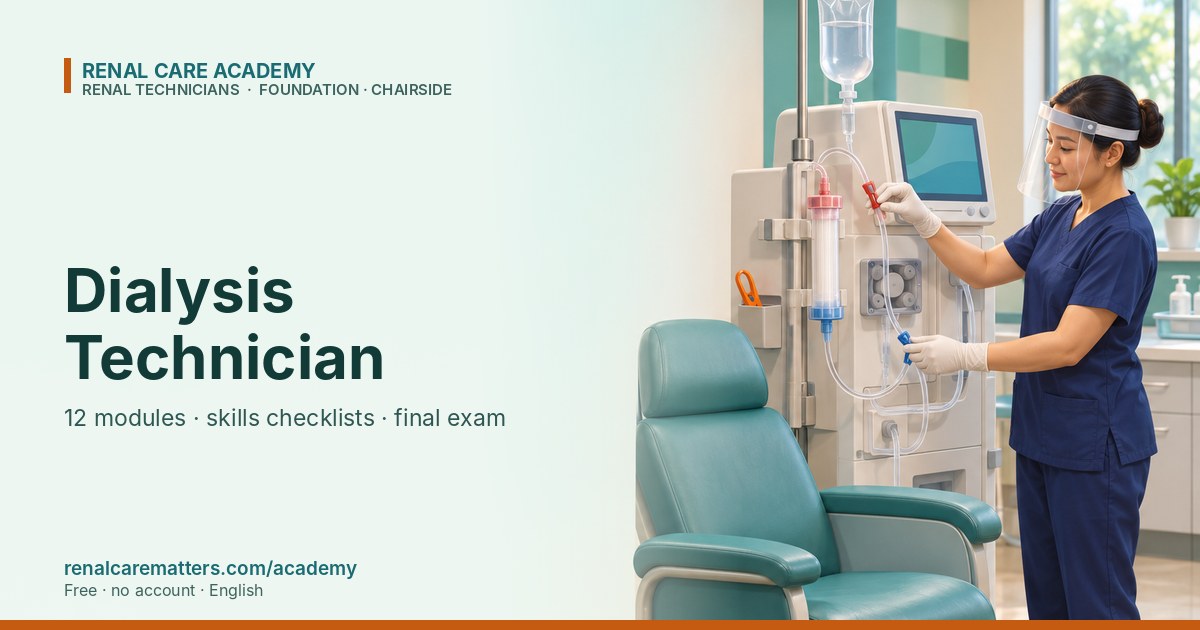 RENAL CARE ACADEMY
RENAL TECHNICIANS · FOUNDATION · CHAIRSIDE
Dialysis
Technician
12 modules · skills checklists · final exam
renalcarematters.com/academy
Free · no account · English